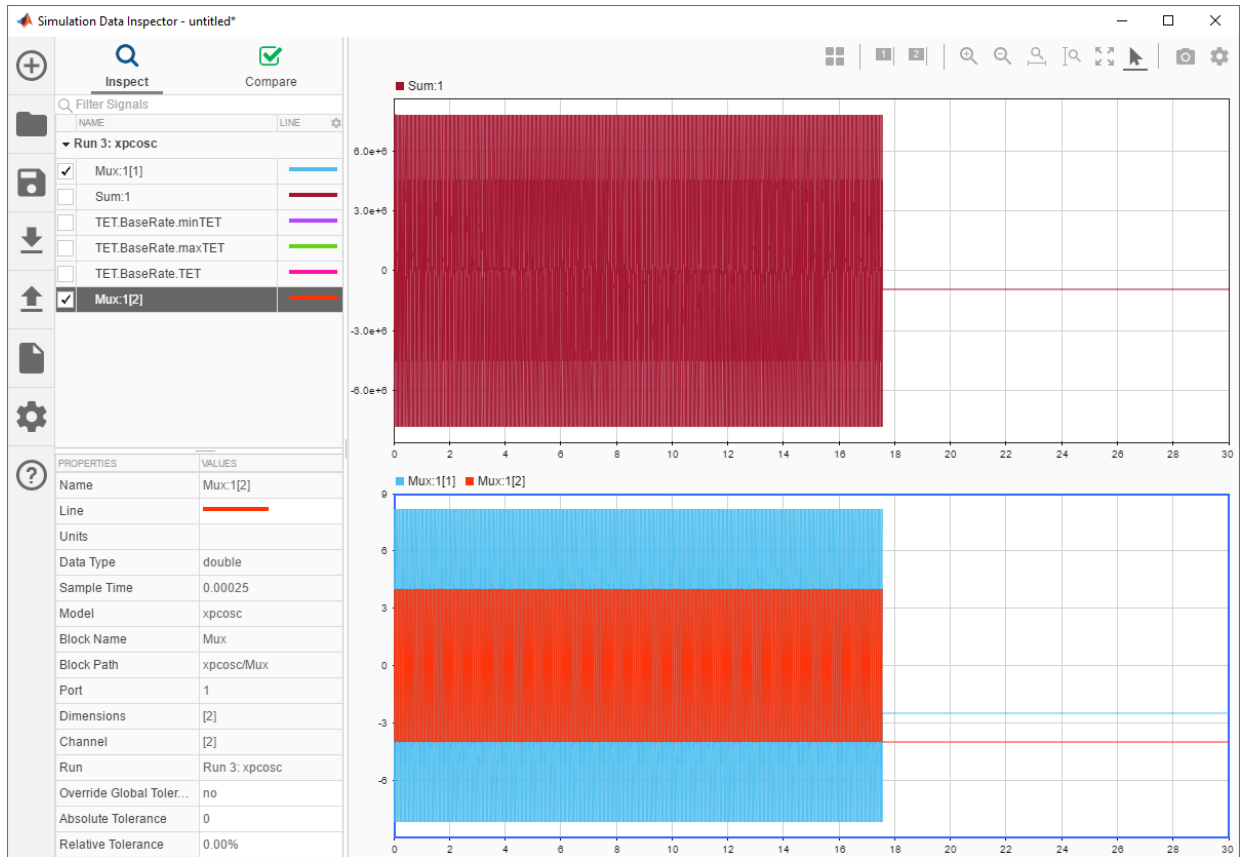 Simulation Data Inspector - untitled*
Inspect
Compare
Filter Signals
NAME LINE
Run 3: xpcosc
Mux:1[1]
Sum:1
TET.BaseRate.minTET
TET.BaseRate.maxTET
TET.BaseRate.TET
Mux:1[2]
PROPERTIES VALUES
Name Mux:1[2]
Line
Units
Data Type double
Sample Time 0.00025
Model xpcosc
Block Name Mux
Block Path xpcosc/Mux
Port 1
Dimensions [2]
Channel [2]
Run Run 3: xpcosc
Override Global Toler... no
Absolute Tolerance 0
Relative Tolerance 0.00%
1 2
Sum:1
6.0e+6
3.0e+6
0
-3.0e+6
-6.0e+6
0 2 4 6 8 10 12 14 16 18 20 22 24 26 28 30
Mux:1[1] Mux:1[2]
9
6
3
0
-3
-6
0 2 4 6 8 10 12 14 16 18 20 22 24 26 28 30